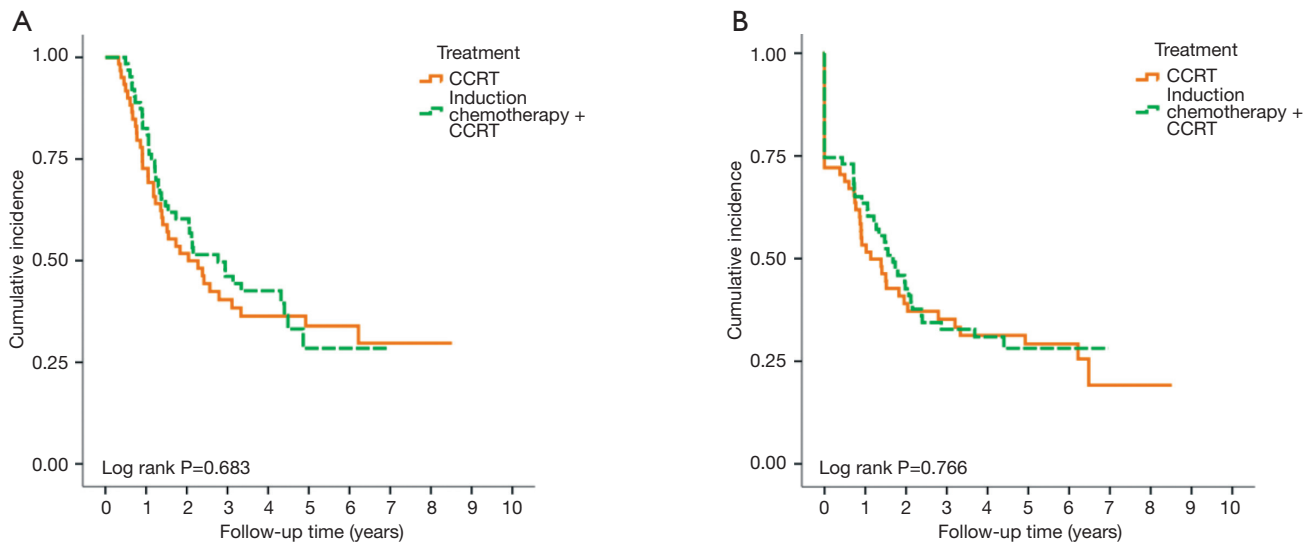 A
Cumulative incidence
1.00
0.75
0.50
0.25
0.00
Treatment
CCRT
Induction
chemotherapy +
CCRT
Log rank P=0.683
0 1 2 3 4 5 6 7 8 9 10
Follow-up time (years)
B
Cumulative incidence
1.00
0.75
0.50
0.25
0.00
Treatment
CCRT
Induction
chemotherapy +
CCRT
Log rank P=0.766
0 1 2 3 4 5 6 7 8 9 10
Follow-up time (years)